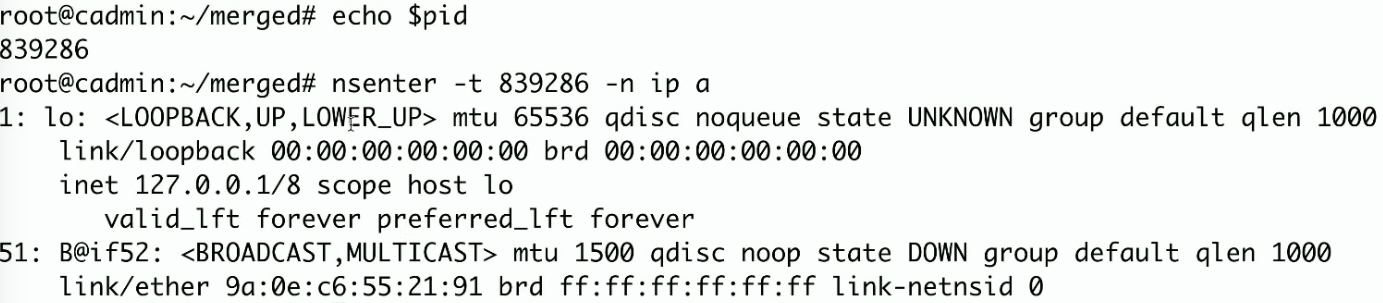 root@cadmin:~/merged# echo $pid
839286
root@cadmin:~/merged# nsenter -t 839286 -n ip a
1: lo: <LOOPBACK,UP,LOWER_UP> mtu 65536 qdisc noqueue state UNKNOWN group default qlen 1000
    link/loopback 00:00:00:00:00:00 brd 00:00:00:00:00:00
    inet 127.0.0.1/8 scope host lo
       valid_lft forever preferred_lft forever
51: B@if52: <BROADCAST,MULTICAST> mtu 1500 qdisc noop state DOWN group default qlen 1000
    link/ether 9a:0e:c6:55:21:91 brd ff:ff:ff:ff:ff:ff link-netnsid 0